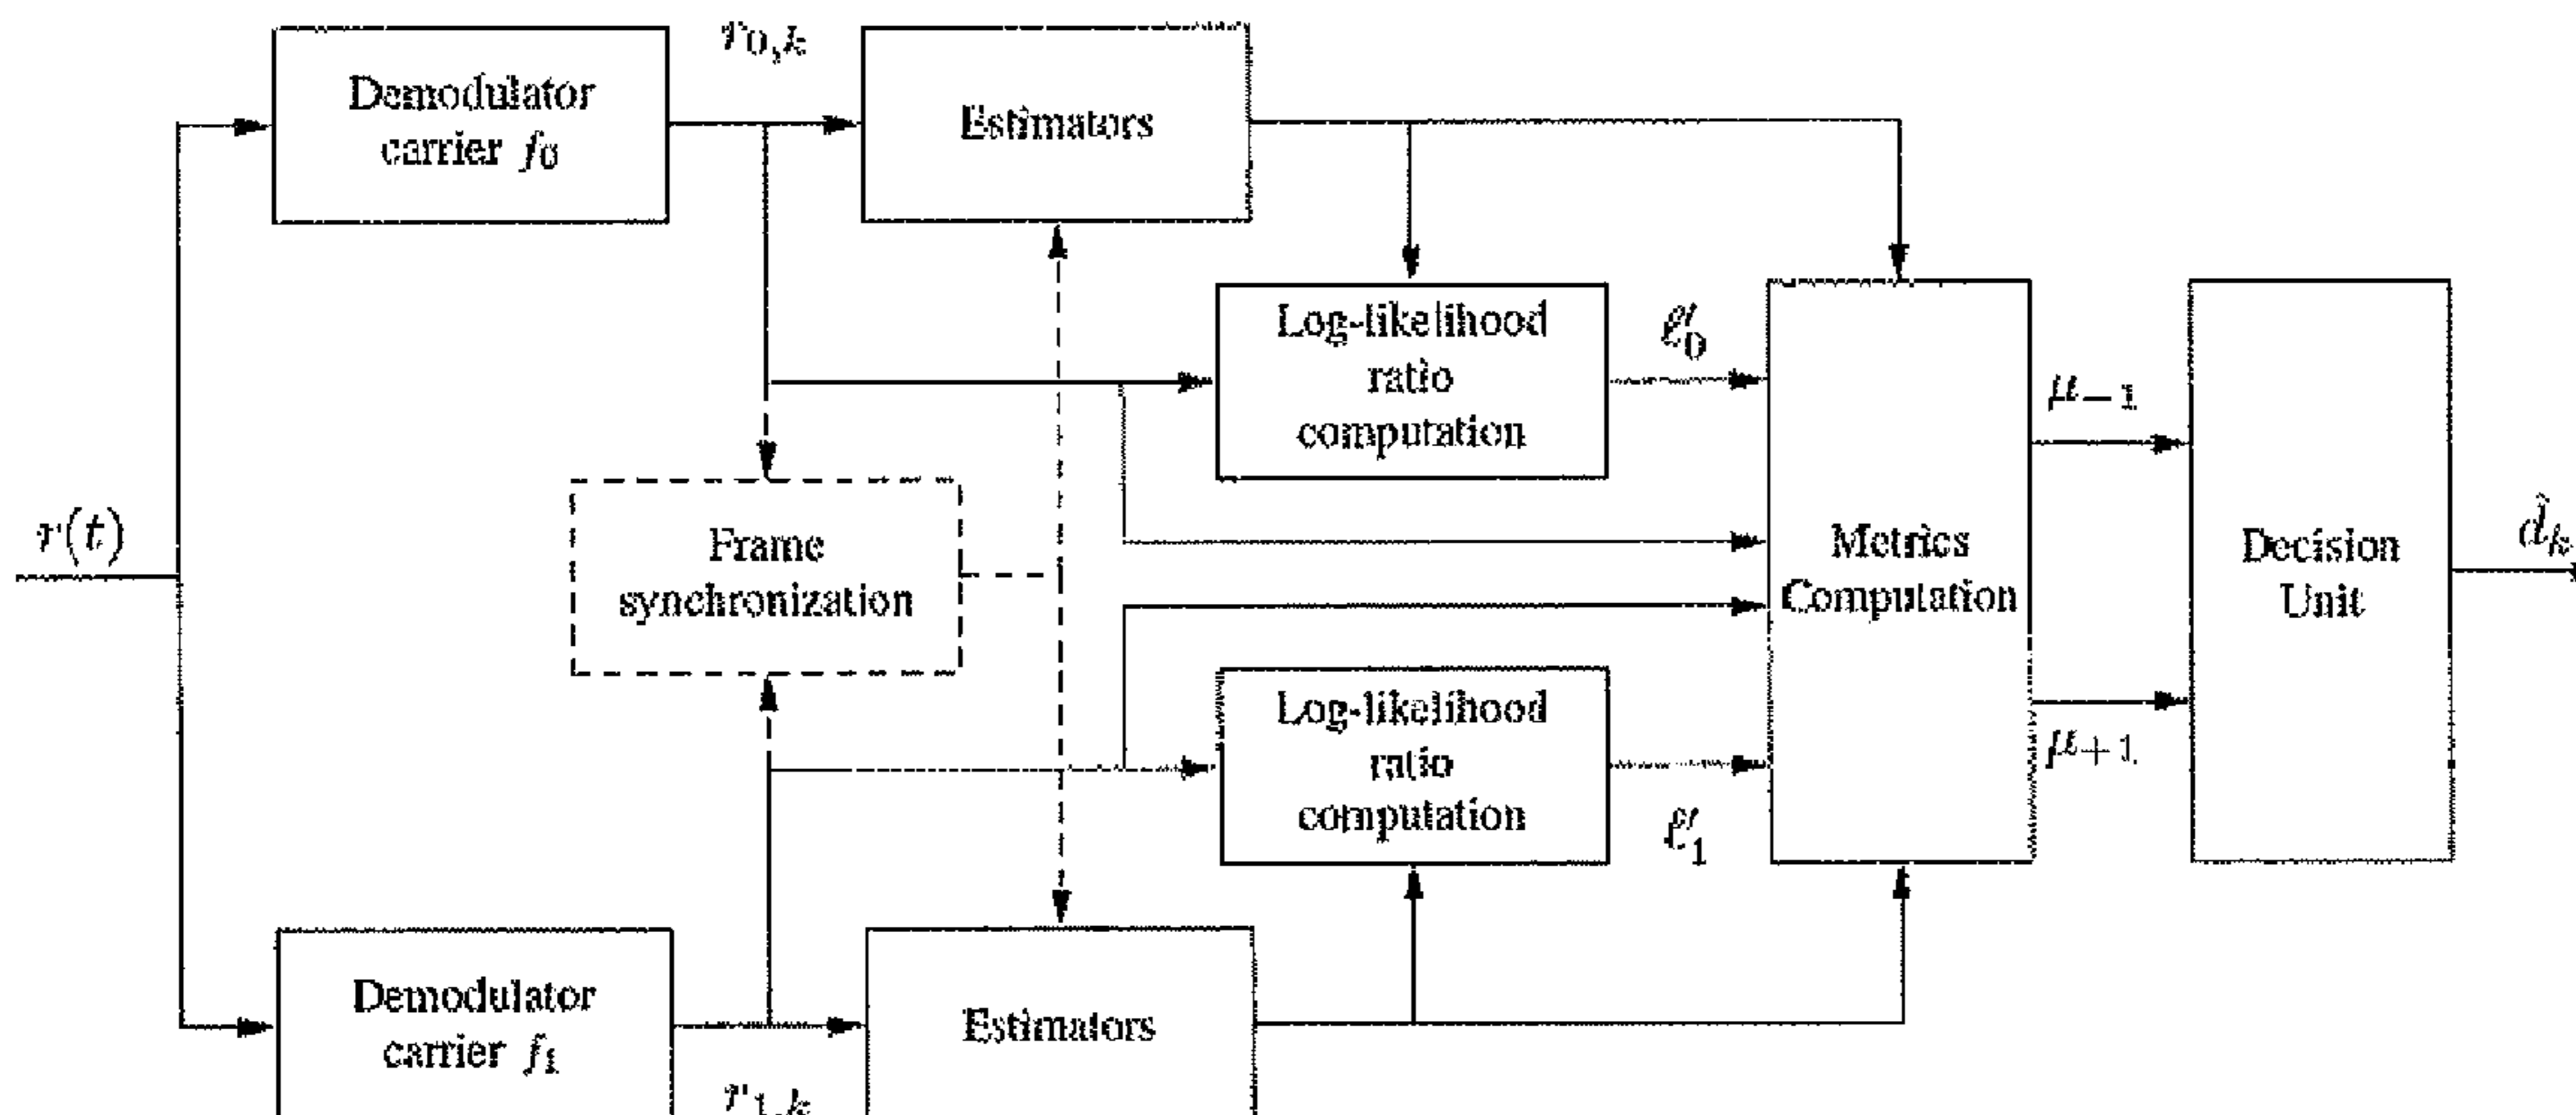 r₀,ₖ
Demodulator
carrier f₀
Estimators
Log-likelihood
ratio
computation
ℓ′₀
μ₋₁
r(t)
Frame
synchronization
Metrics
Computation
Decision
Unit
d̂ₖ
Log-likelihood
ratio
computation
ℓ′₁
μ₊₁
Demodulator
carrier f₁
Estimators
r₁,ₖ